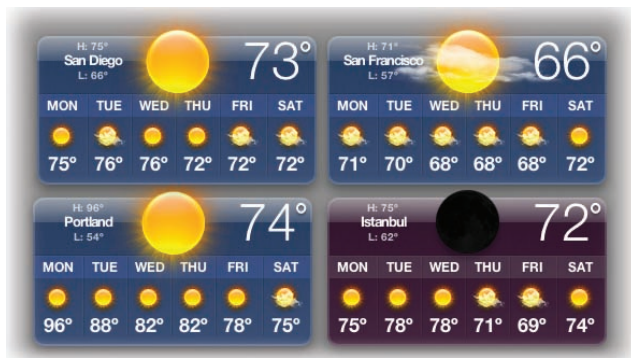 H: 75°
San Diego
L: 66°
73°
MON TUE WED THU FRI SAT
75° 76° 76° 72° 72° 72°
H: 71°
San Francisco
L: 57°
66°
MON TUE WED THU FRI SAT
71° 70° 68° 68° 68° 72°
H: 96°
Portland
L: 54°
74°
MON TUE WED THU FRI SAT
96° 88° 82° 82° 78° 75°
H: 75°
Istanbul
L: 62°
72°
MON TUE WED THU FRI SAT
75° 78° 78° 71° 69° 74°